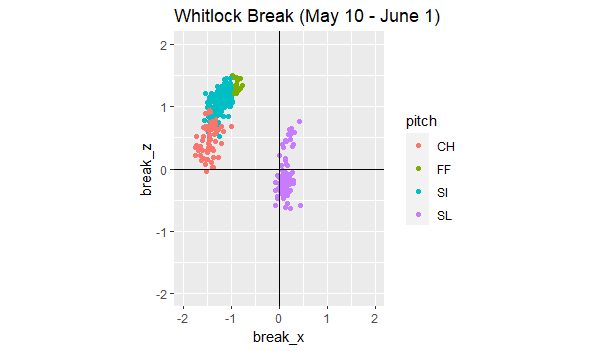 Whitlock Break (May 10 - June 1)
2
1
0
-1
-2
break_z
-2
-1
0
1
2
break_x
pitch
CH
FF
SI
SL